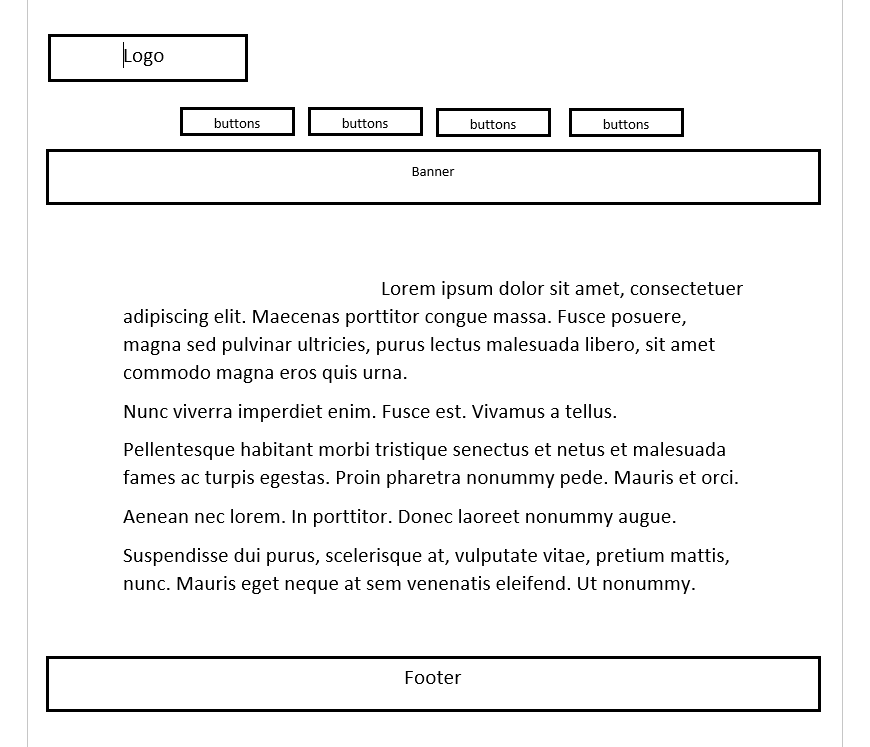 Logo
buttons buttons buttons buttons
Banner
Lorem ipsum dolor sit amet, consectetuer
adipiscing elit. Maecenas porttitor congue massa. Fusce posuere,
magna sed pulvinar ultricies, purus lectus malesuada libero, sit amet
commodo magna eros quis urna.
Nunc viverra imperdiet enim. Fusce est. Vivamus a tellus.
Pellentesque habitant morbi tristique senectus et netus et malesuada
fames ac turpis egestas. Proin pharetra nonummy pede. Mauris et orci.
Aenean nec lorem. In porttitor. Donec laoreet nonummy augue.
Suspendisse dui purus, scelerisque at, vulputate vitae, pretium mattis,
nunc. Mauris eget neque at sem venenatis eleifend. Ut nonummy.
Footer